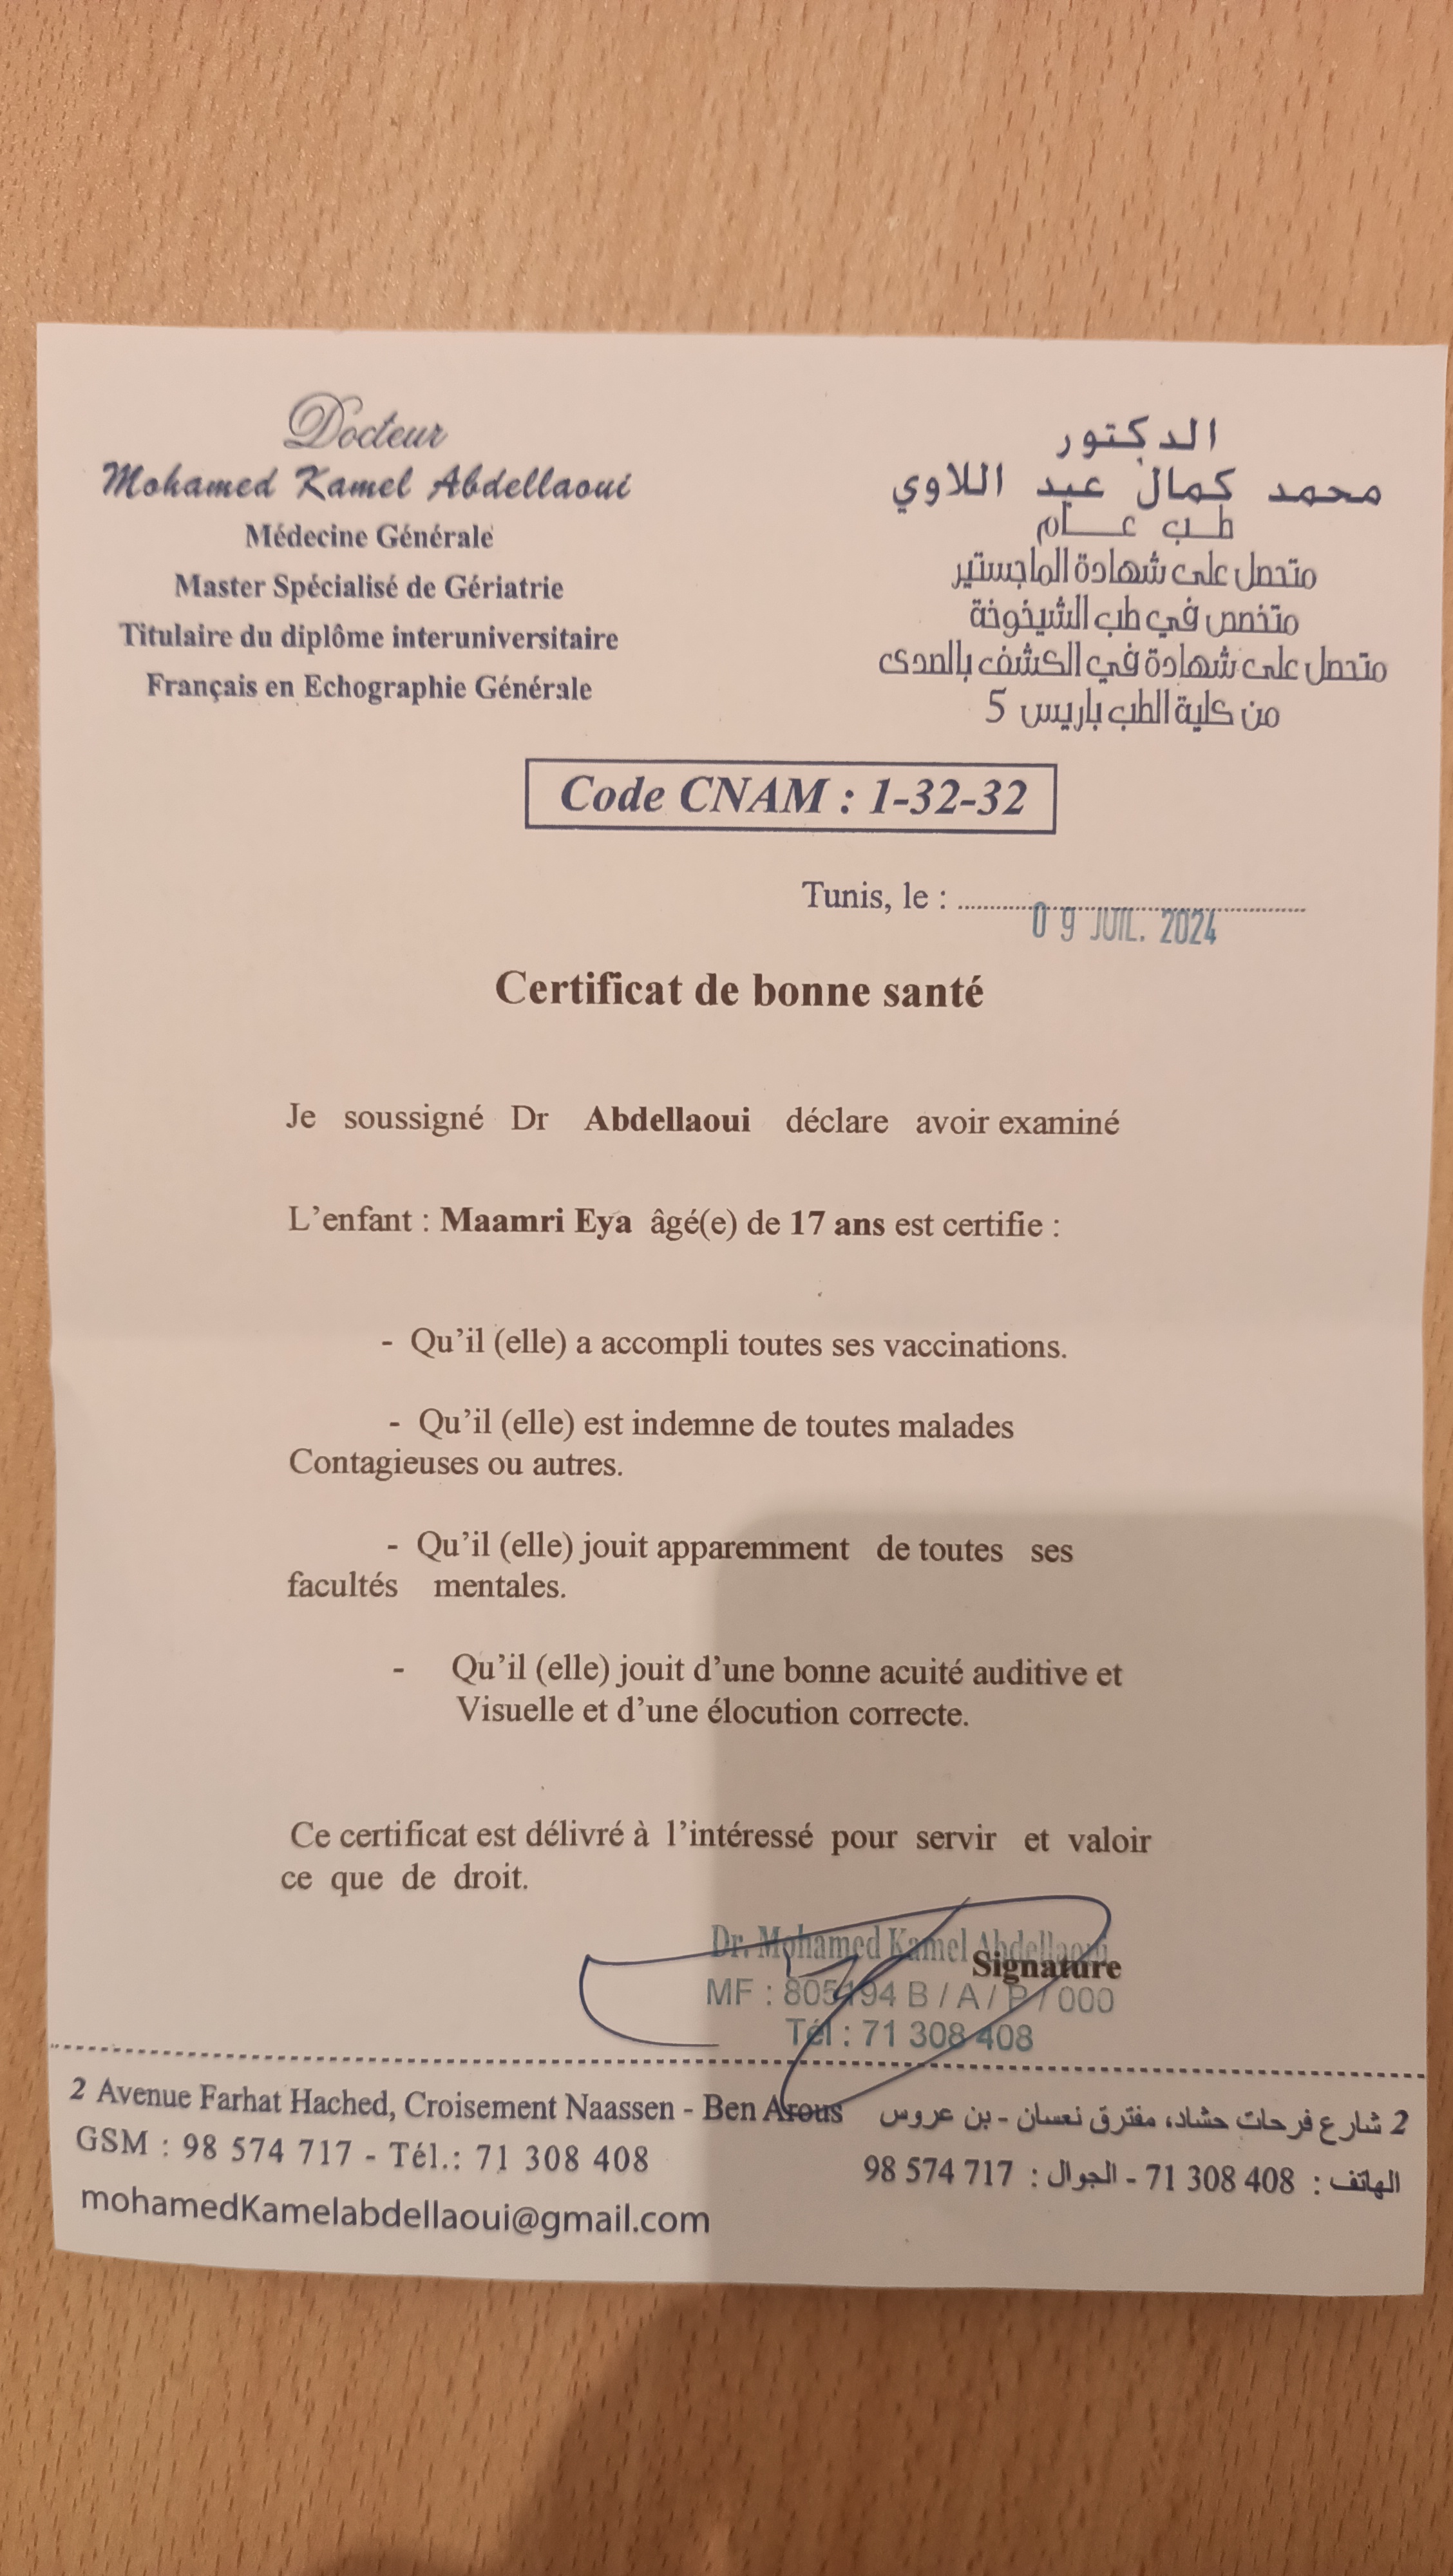 Docteur
Mohamed Kamel Abdellaoui
Médecine Générale
Master Spécialisé de Gériatrie
Titulaire du diplôme interuniversitaire
Français en Echographie Générale
الدكتور
محمد كمال عبد اللاوي
طب عــام
متحصل على شهادة الماجستير
متخصص في طب الشيخوخة
متحصل على شهادة في الكشف بالصدى
من كلية الطب باريس 5
Code CNAM : 1-32-32
Tunis, le : 09 JUIL. 2024
Certificat de bonne santé
Je soussigné Dr Abdellaoui déclare avoir examiné
L'enfant : Maamri Eya âgé(e) de 17 ans est certifie :
- Qu'il (elle) a accompli toutes ses vaccinations.
- Qu'il (elle) est indemne de toutes malades
Contagieuses ou autres.
- Qu'il (elle) jouit apparemment de toutes ses
facultés mentales.
- Qu'il (elle) jouit d'une bonne acuité auditive et
Visuelle et d'une élocution correcte.
Ce certificat est délivré à l'intéressé pour servir et valoir
ce que de droit.
Dr. Mohamed Kamel Abdellaoui
Signature
MF : 805194 B / A / P / 000
Tél : 71 308 408
2 Avenue Farhat Hached, Croisement Naassen - Ben Arous
GSM : 98 574 717 - Tél.: 71 308 408
mohamedKamelabdellaoui@gmail.com
2 شارع فرحات حشاد، مفترق نعسان - بن عروس
الهاتف : 71 308 408 - الجوال : 98 574 717